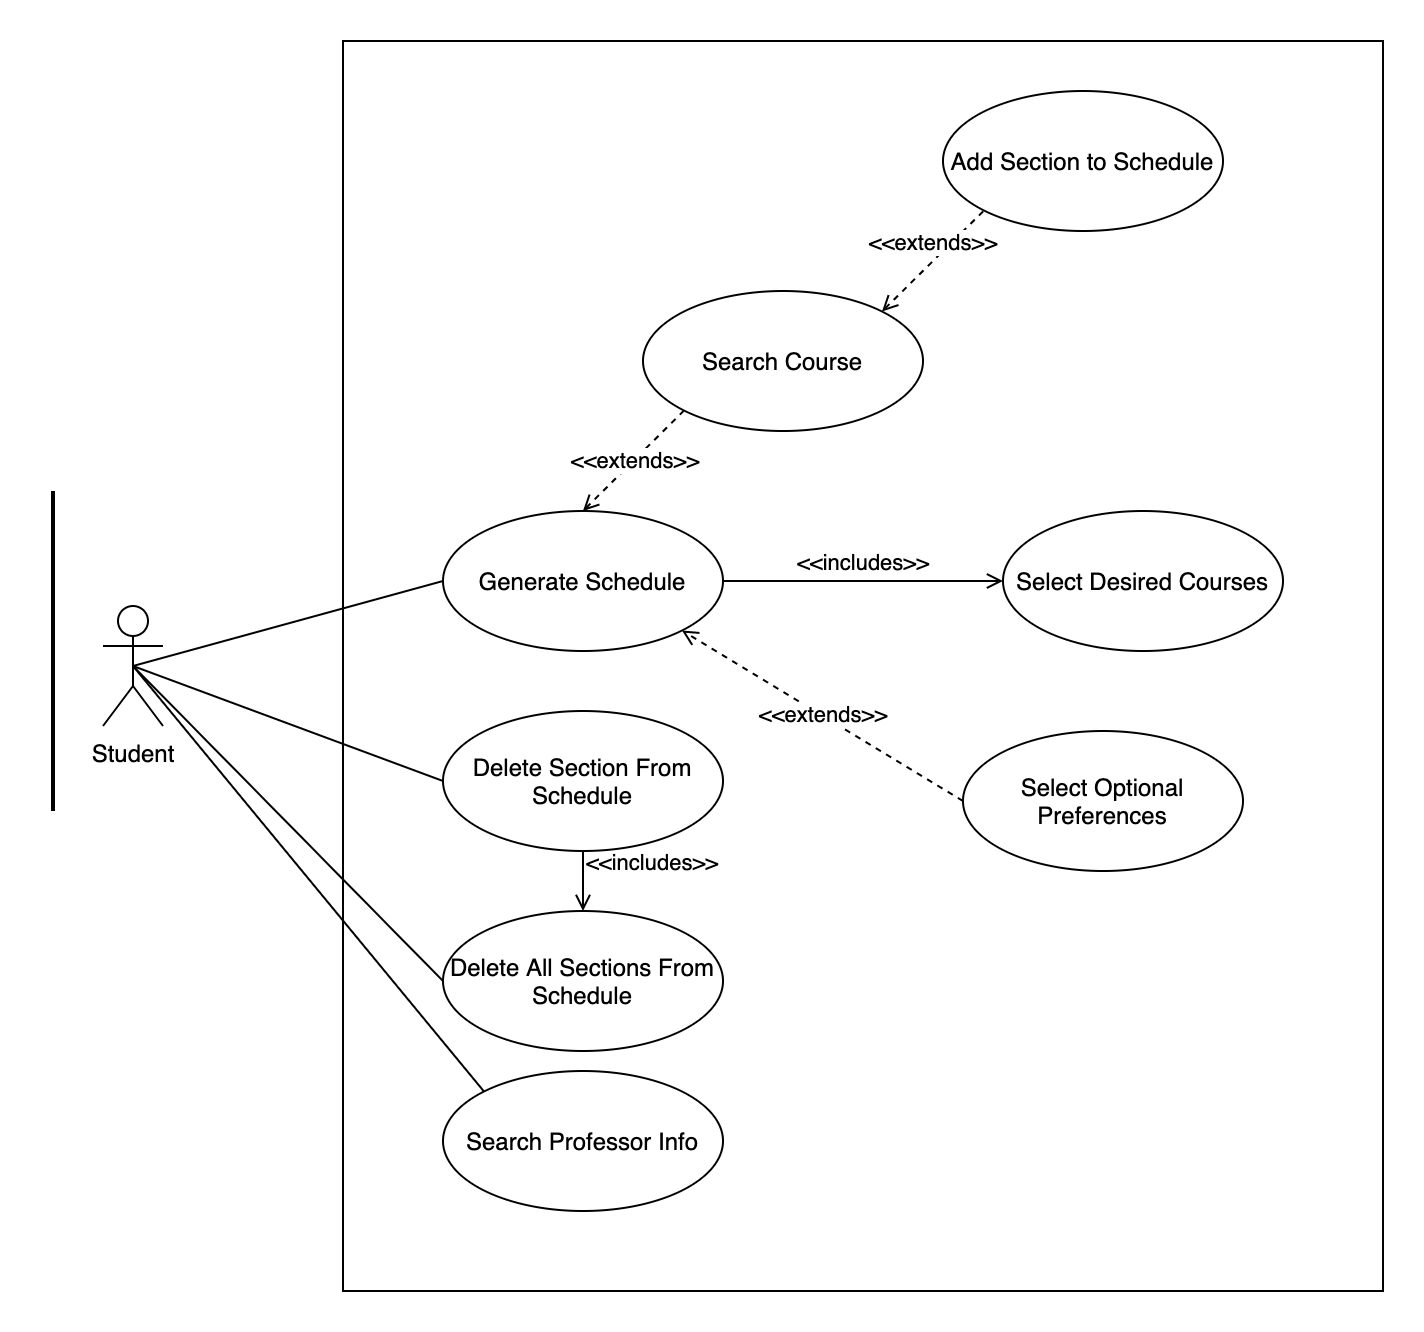 Add Section to Schedule
<<extends>>
Search Course
<<extends>>
Generate Schedule
<<includes>>
Select Desired Courses
<<extends>>
Student
Delete Section From
Schedule
Select Optional
Preferences
<<includes>>
Delete All Sections From
Schedule
Search Professor Info